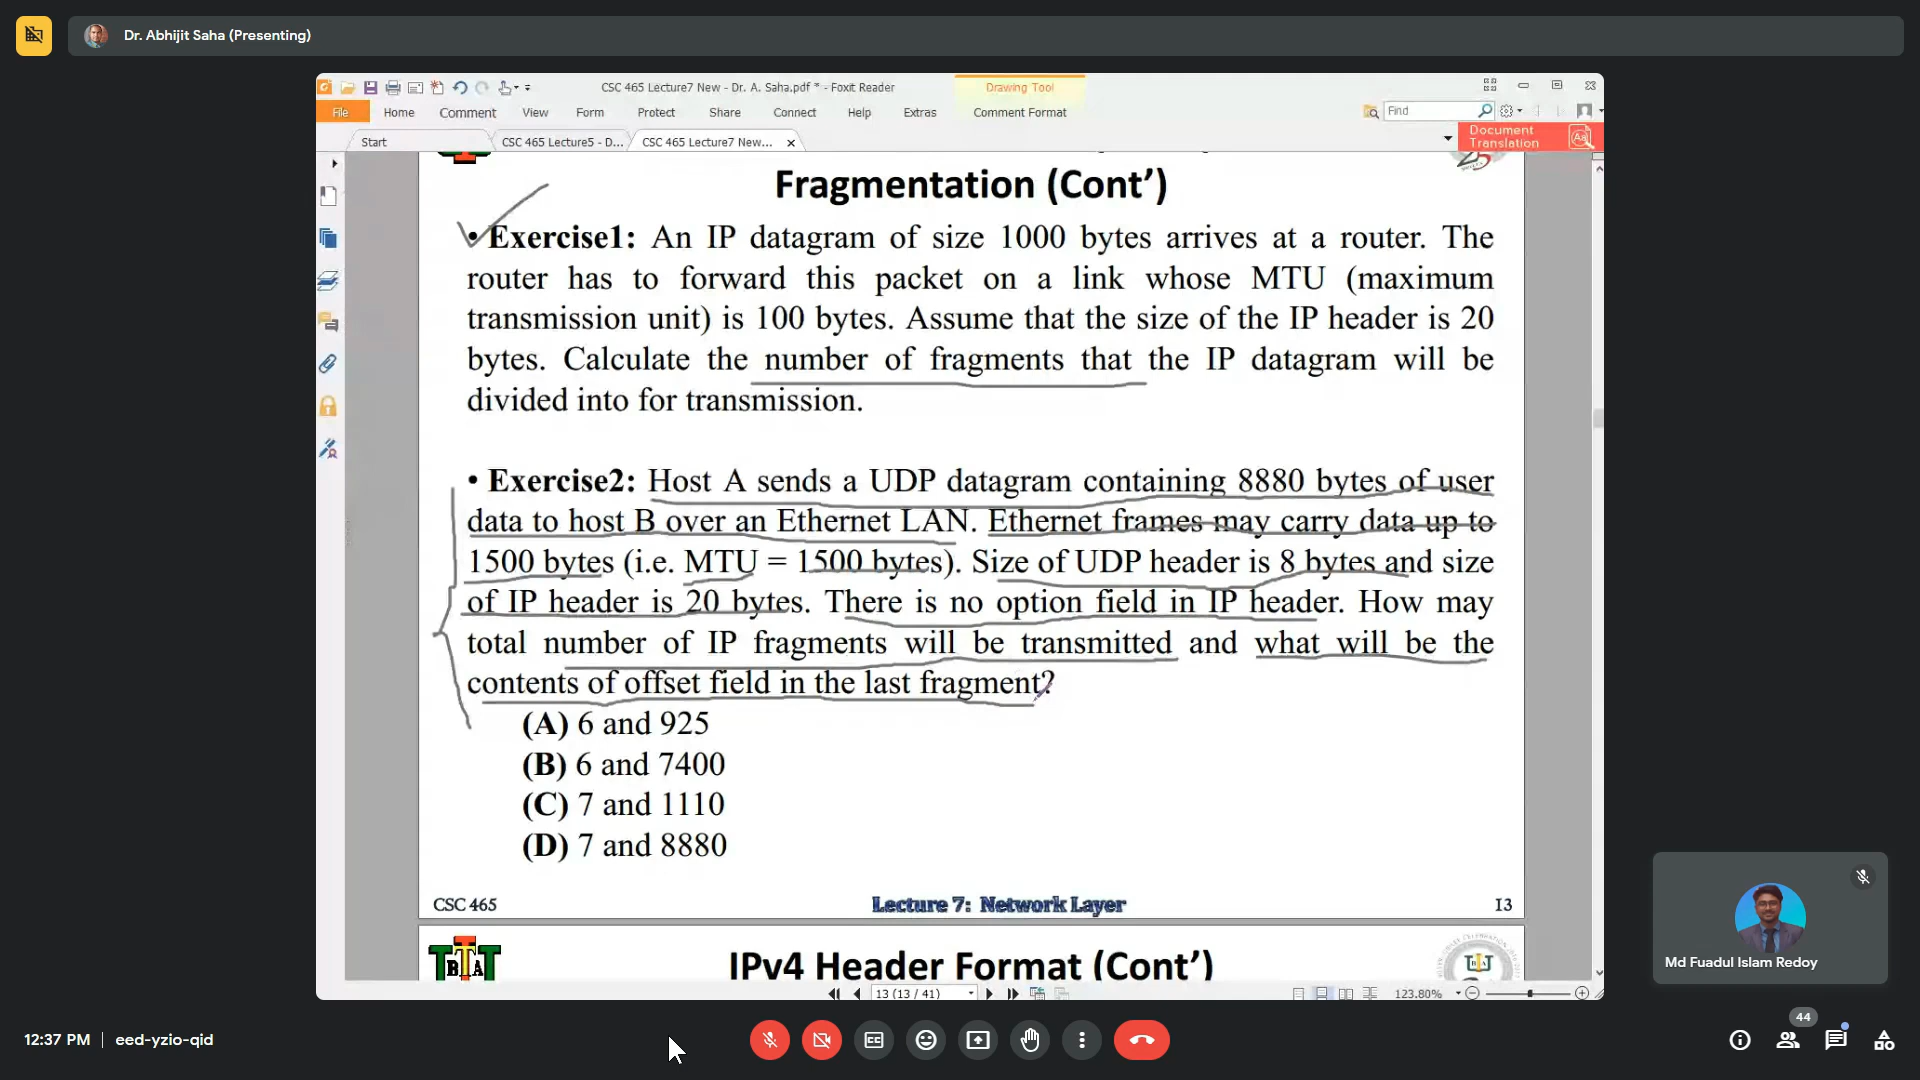 Dr. Abhijit Saha (Presenting)
CSC 465 Lecture7 New - Dr. A. Saha.pdf * - Foxit Reader
Drawing Tool
File Home Comment View Form Protect Share Connect Help Extras Comment Format
Find
Start
CSC 465 Lecture5 - D...
CSC 465 Lecture7 New...
Document
Translation
Fragmentation (Cont’)
• Exercise1: An IP datagram of size 1000 bytes arrives at a router. The
router has to forward this packet on a link whose MTU (maximum
transmission unit) is 100 bytes. Assume that the size of the IP header is 20
bytes. Calculate the number of fragments that the IP datagram will be
divided into for transmission.
• Exercise2: Host A sends a UDP datagram containing 8880 bytes of user
data to host B over an Ethernet LAN. Ethernet frames may carry data up to
1500 bytes (i.e. MTU = 1500 bytes). Size of UDP header is 8 bytes and size
of IP header is 20 bytes. There is no option field in IP header. How may
total number of IP fragments will be transmitted and what will be the
contents of offset field in the last fragment?
(A) 6 and 925
(B) 6 and 7400
(C) 7 and 1110
(D) 7 and 8880
CSC 465
Lecture 7: Network Layer
13
IPv4 Header Format (Cont’)
13 (13 / 41)
123.80%
Md Fuadul Islam Redoy
12:37 PM
eed-yzio-qid
44